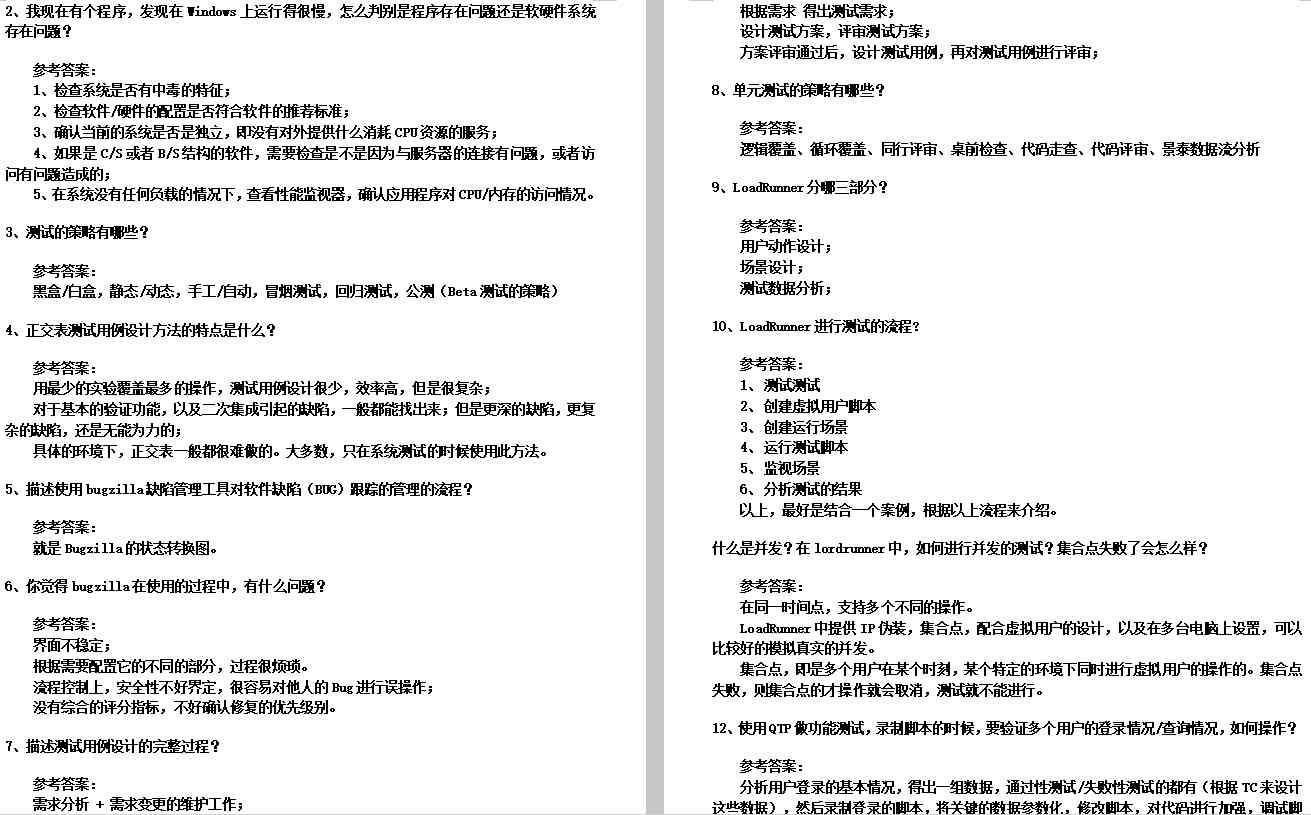 2、我现在有个程序，发现在 Windows 上运行得很慢，怎么判别是程序存在问题还是软硬件系统
存在问题？
参考答案：
1、检查系统是否有中毒的特征；
2、检查软件/硬件的配置是否符合软件的推荐标准；
3、确认当前的系统是否是独立，即没有对外提供什么消耗 CPU 资源的服务；
4、如果是 C/S 或者 B/S 结构的软件，需要检查是不是因为与服务器的连接有问题，或者访
问有问题造成的；
5、在系统没有任何负载的情况下，查看性能监视器，确认应用程序对 CPU/内存的访问情况。
3、测试的策略有哪些？
参考答案：
黑盒/白盒，静态/动态，手工/自动，冒烟测试，回归测试，公测（Beta 测试的策略）
4、正交表测试用例设计方法的特点是什么？
参考答案：
用最少的实验覆盖最多的操作，测试用例设计很少，效率高，但是很复杂；
对于基本的验证功能，以及二次集成引起的缺陷，一般都能找出来；但是更深的缺陷，更复
杂的缺陷，还是无能为力的；
具体的环境下，正交表一般都很难做的。大多数，只在系统测试的时候使用此方法。
5、描述使用 bugzilla 缺陷管理工具对软件缺陷（BUG）跟踪的管理的流程？
参考答案：
就是 Bugzilla 的状态转换图。
6、你觉得 bugzilla 在使用的过程中，有什么问题？
参考答案：
界面不稳定；
根据需要配置它的不同的部分，过程很烦琐。
流程控制上，安全性不好界定，很容易对他人的 Bug 进行误操作；
没有综合的评分指标，不好确认修复的优先级别。
7、描述测试用例设计的完整过程？
参考答案：
需求分析 + 需求变更的维护工作；
根据需求 得出测试需求；
设计测试方案，评审测试方案；
方案评审通过后，设计测试用例，再对测试用例进行评审；
8、单元测试的策略有哪些？
参考答案：
逻辑覆盖、循环覆盖、同行评审、桌前检查、代码走查、代码评审、景泰数据流分析
9、LoadRunner 分哪三部分？
参考答案：
用户动作设计；
场景设计；
测试数据分析；
10、LoadRunner 进行测试的流程？
参考答案：
1、 测试测试
2、 创建虚拟用户脚本
3、 创建运行场景
4、 运行测试脚本
5、 监视场景
6、 分析测试的结果
以上，最好是结合一个案例，根据以上流程来介绍。
什么是并发？在 lordrunner 中，如何进行并发的测试？集合点失败了会怎么样？
参考答案：
在同一时间点，支持多个不同的操作。
LoadRunner 中提供 IP 伪装，集合点，配合虚拟用户的设计，以及在多台电脑上设置，可以
比较好的模拟真实的并发。
集合点，即是多个用户在某个时刻，某个特定的环境下同时进行虚拟用户的操作的。集合点
失败，则集合点的才操作就会取消，测试就不能进行。
12、使用 QTP 做功能测试，录制脚本的时候，要验证多个用户的登录情况/查询情况，如何操作？
参考答案：
分析用户登录的基本情况，得出一组数据，通过性测试/失败性测试的都有（根据 TC 来设计
这些数据），然后录制登录的脚本，将关键的数据参数化，修改脚本，对代码进行加强，调试脚